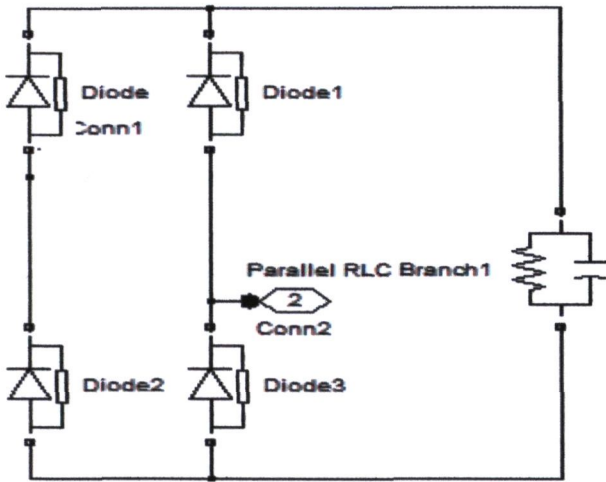 Diode
Diode1
Conn1
Parallel RLC Branch1
2
Conn2
Diode2
Diode3